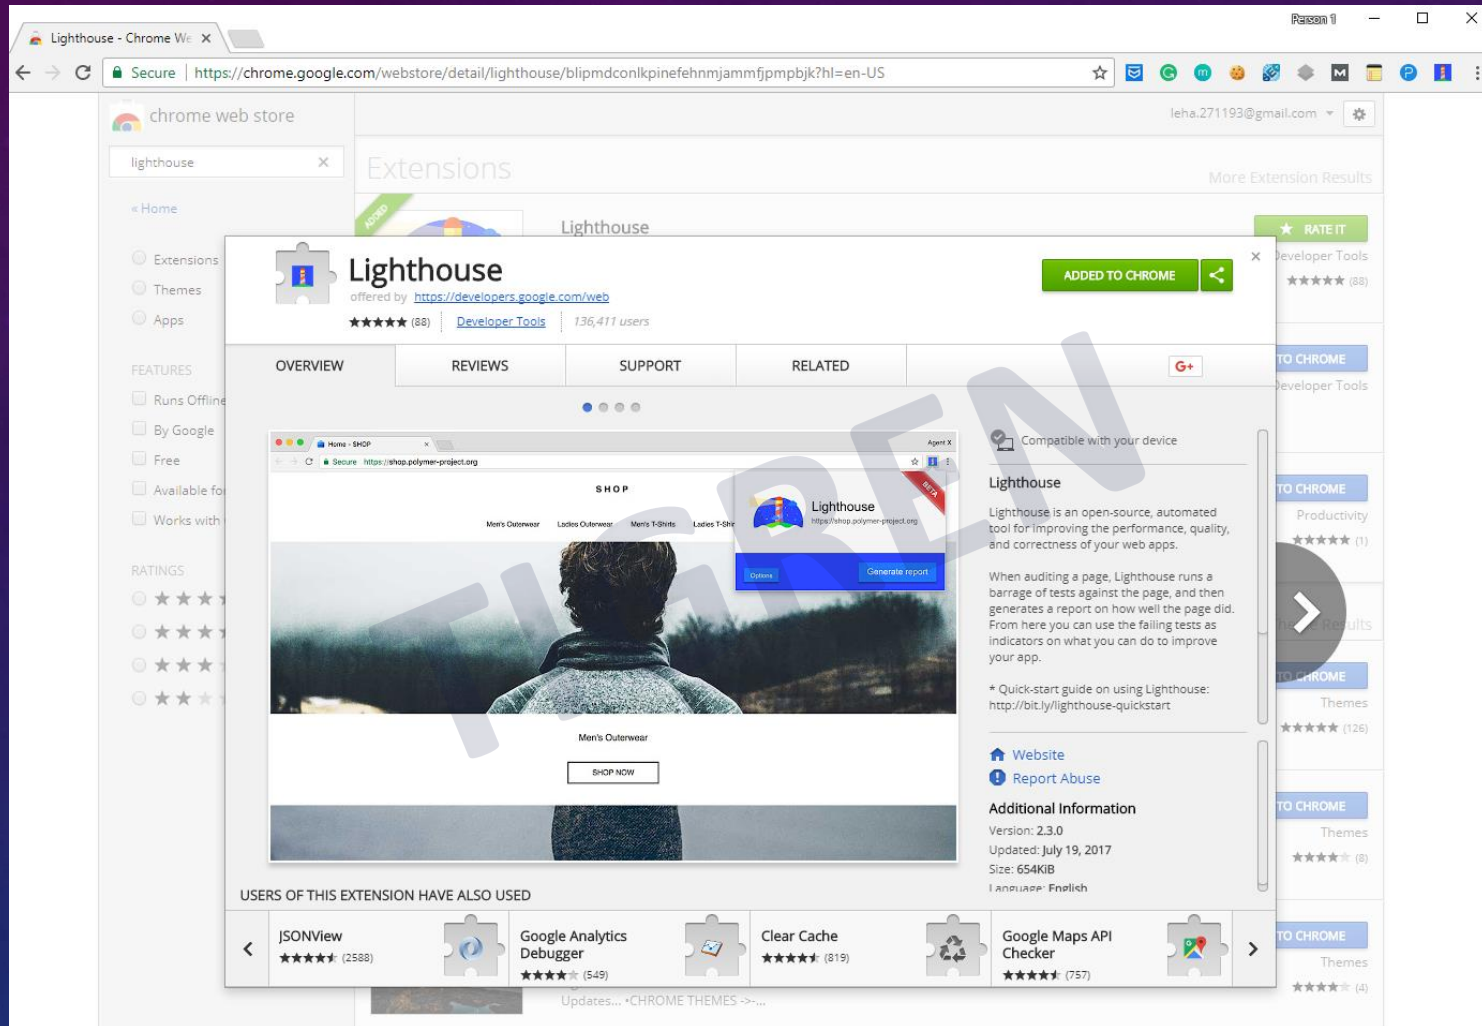 Person 1
Lighthouse - Chrome We
Secure https://chrome.google.com/webstore/detail/lighthouse/blipmdconlkpinefehnmjammfjpmpbjk?hl=en-US
chrome web store
leha.271193@gmail.com
lighthouse
Extensions
More Extension Results
« Home
ADDED
Lighthouse
RATE IT
Developer Tools
(88)
Extensions
Themes
Apps
FEATURES
Runs Offline
By Google
Free
Available for
Works with
RATINGS
Lighthouse
offered by https://developers.google.com/web
(88) Developer Tools 136,411 users
ADDED TO CHROME
OVERVIEW REVIEWS SUPPORT RELATED G+
Home - SHOP
Agent X
Secure https://shop.polymer-project.org
SHOP
Men's Outerwear Ladies Outerwear Men's T-Shirts Ladies T-Shir
BETA
Lighthouse
https://shop.polymer-project.org
Options Generate report
Men's Outerwear
SHOP NOW
TIGREN
Compatible with your device
Lighthouse
Lighthouse is an open-source, automated
tool for improving the performance, quality,
and correctness of your web apps.
When auditing a page, Lighthouse runs a
barrage of tests against the page, and then
generates a report on how well the page did.
From here you can use the failing tests as
indicators on what you can do to improve
your app.
* Quick-start guide on using Lighthouse:
http://bit.ly/lighthouse-quickstart
Website
Report Abuse
Additional Information
Version: 2.3.0
Updated: July 19, 2017
Size: 654KiB
Language: English
USERS OF THIS EXTENSION HAVE ALSO USED
JSONView
(2588)
Google Analytics
Debugger
(549)
Clear Cache
(819)
Google Maps API
Checker
(757)
TO CHROME
Developer Tools
TO CHROME
Productivity
(1)
Results
TO CHROME
Themes
(126)
TO CHROME
Themes
(8)
TO CHROME
Themes
(4)
Updates... •CHROME THEMES ->-...